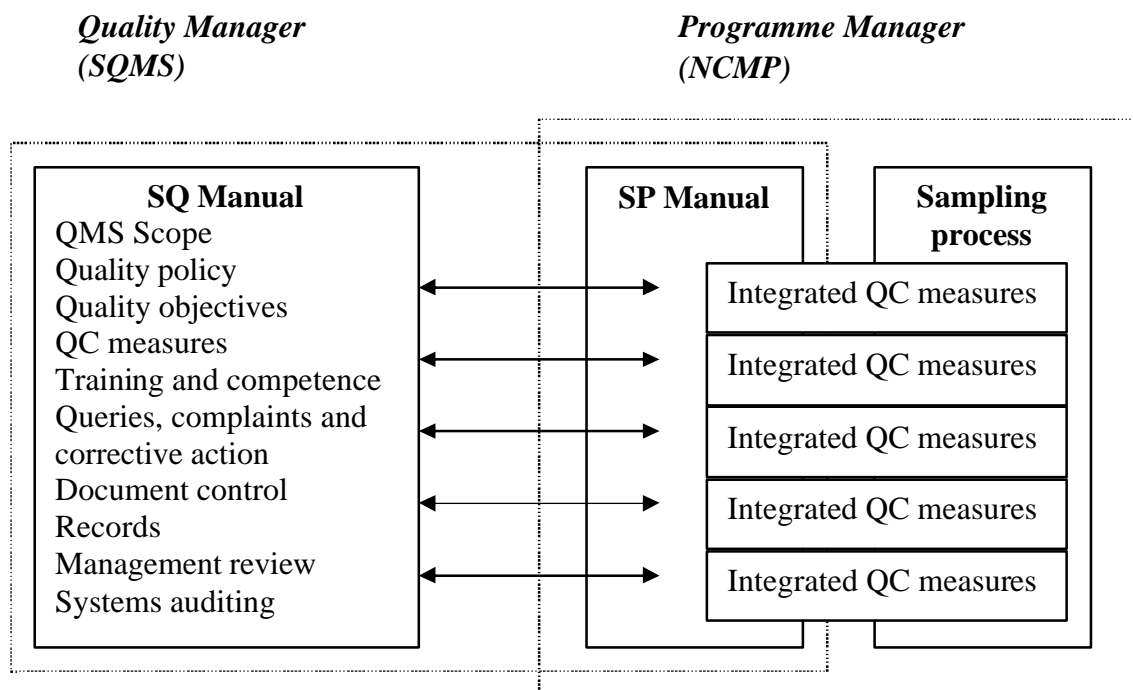 Quality Manager
(SQMS)
Programme Manager
(NCMP)
SQ Manual
QMS Scope
Quality policy
Quality objectives
QC measures
Training and competence
Queries, complaints and
corrective action
Document control
Records
Management review
Systems auditing
SP Manual
Sampling
process
Integrated QC measures
Integrated QC measures
Integrated QC measures
Integrated QC measures
Integrated QC measures